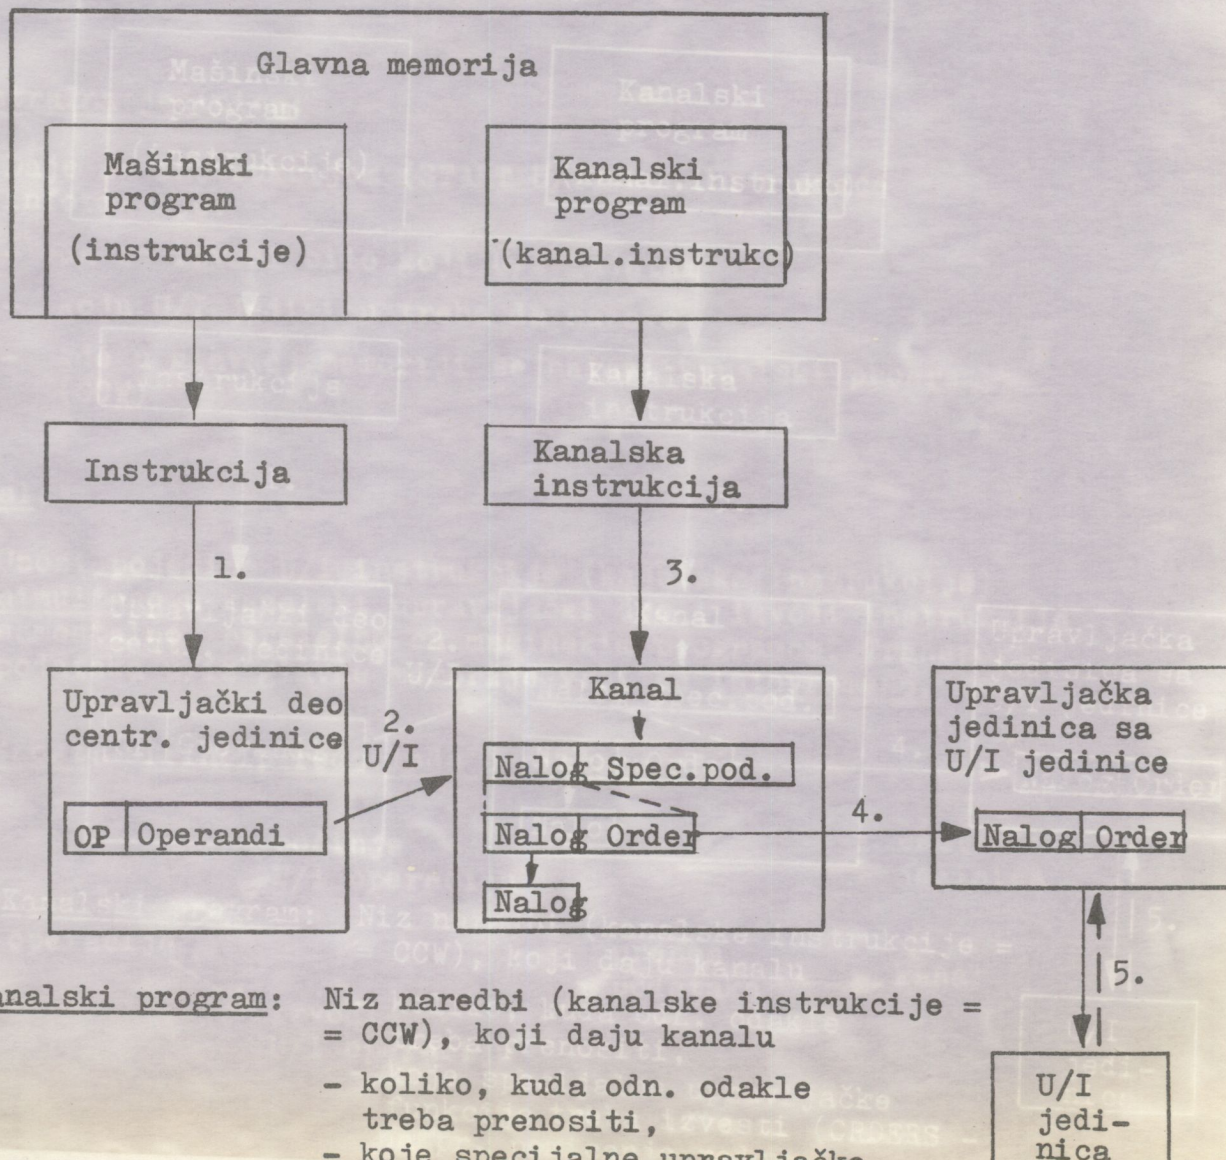 Glavna memorija
Mašinski
program
(instrukcije)
Kanalski
program
(kanal.instrukc)
Instrukcija
Kanalska
instrukcija
1.
3.
Upravljački deo
centr. jedinice
OP Operandi
2.
U/I
Kanal
Nalog Spec.pod.
Nalog Order
Nalog
4.
Upravljačka
jedinica sa
U/I jedinice
Nalog Order
5.
U/I
jedi-
nica
analski program: Niz naredbi (kanalske instrukcije =
= CCW), koji daju kanalu
- koliko, kuda odn. odakle
treba prenositi,
- koje specijalne upravljačke